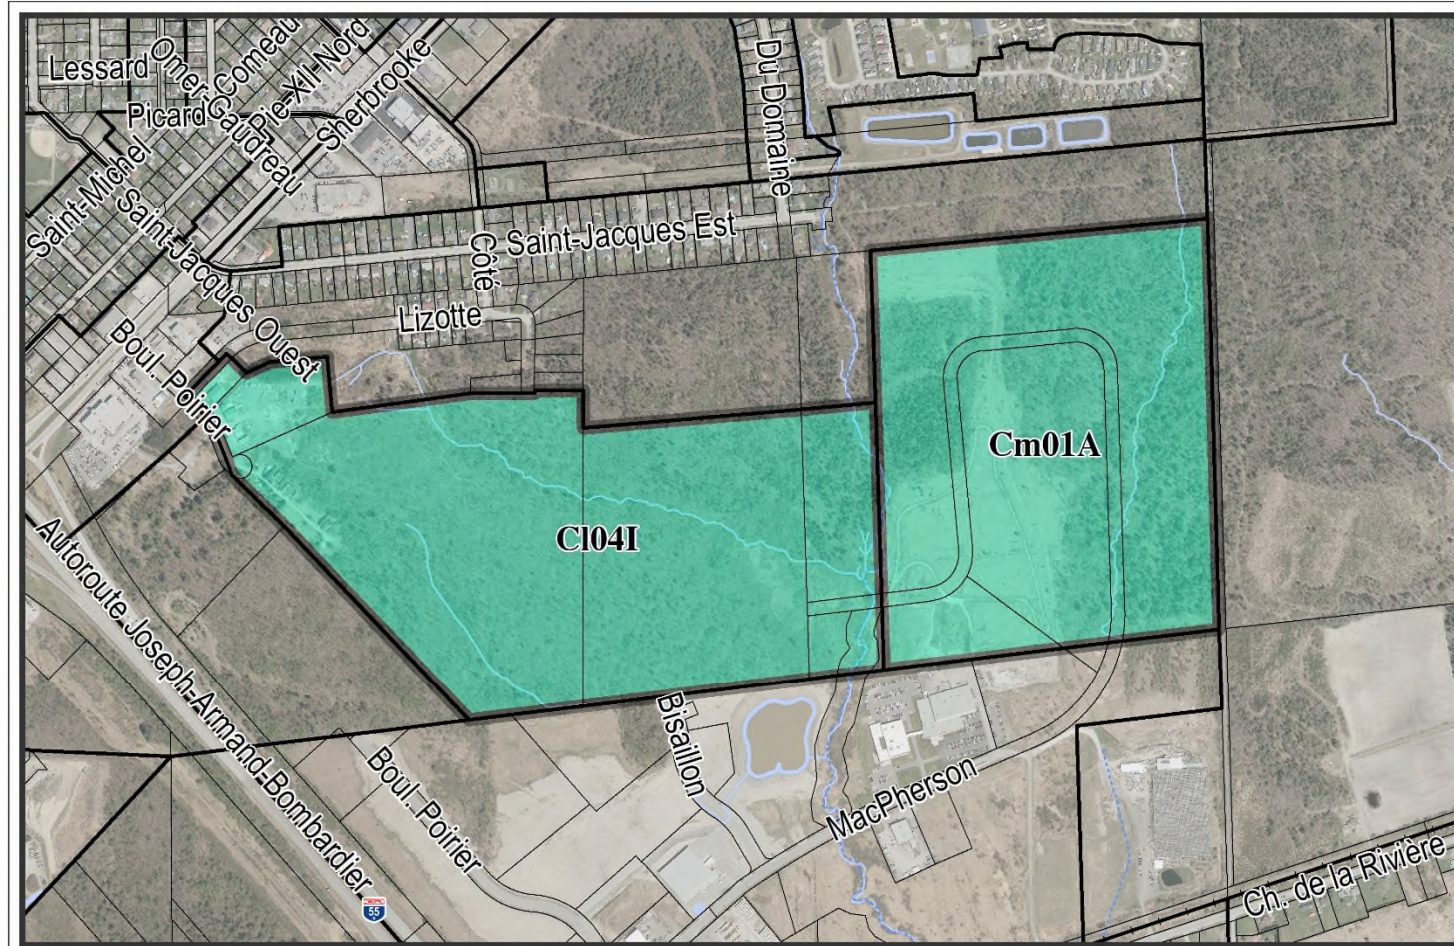 Lessard
Omer-Gaudreau
Comeau
Pie-XII Nord
Sherbrooke
Picard
Saint-Michel
Saint-Jacques Ouest
Du Domaine
Saint-Jacques Est
Côté
Lizotte
Boul. Poirier
Cm01A
Cl04I
Autoroute Joseph-Armand-Bombardier
55
Boul. Poirier
Bisaillon
MacPherson
Ch. de la Rivière